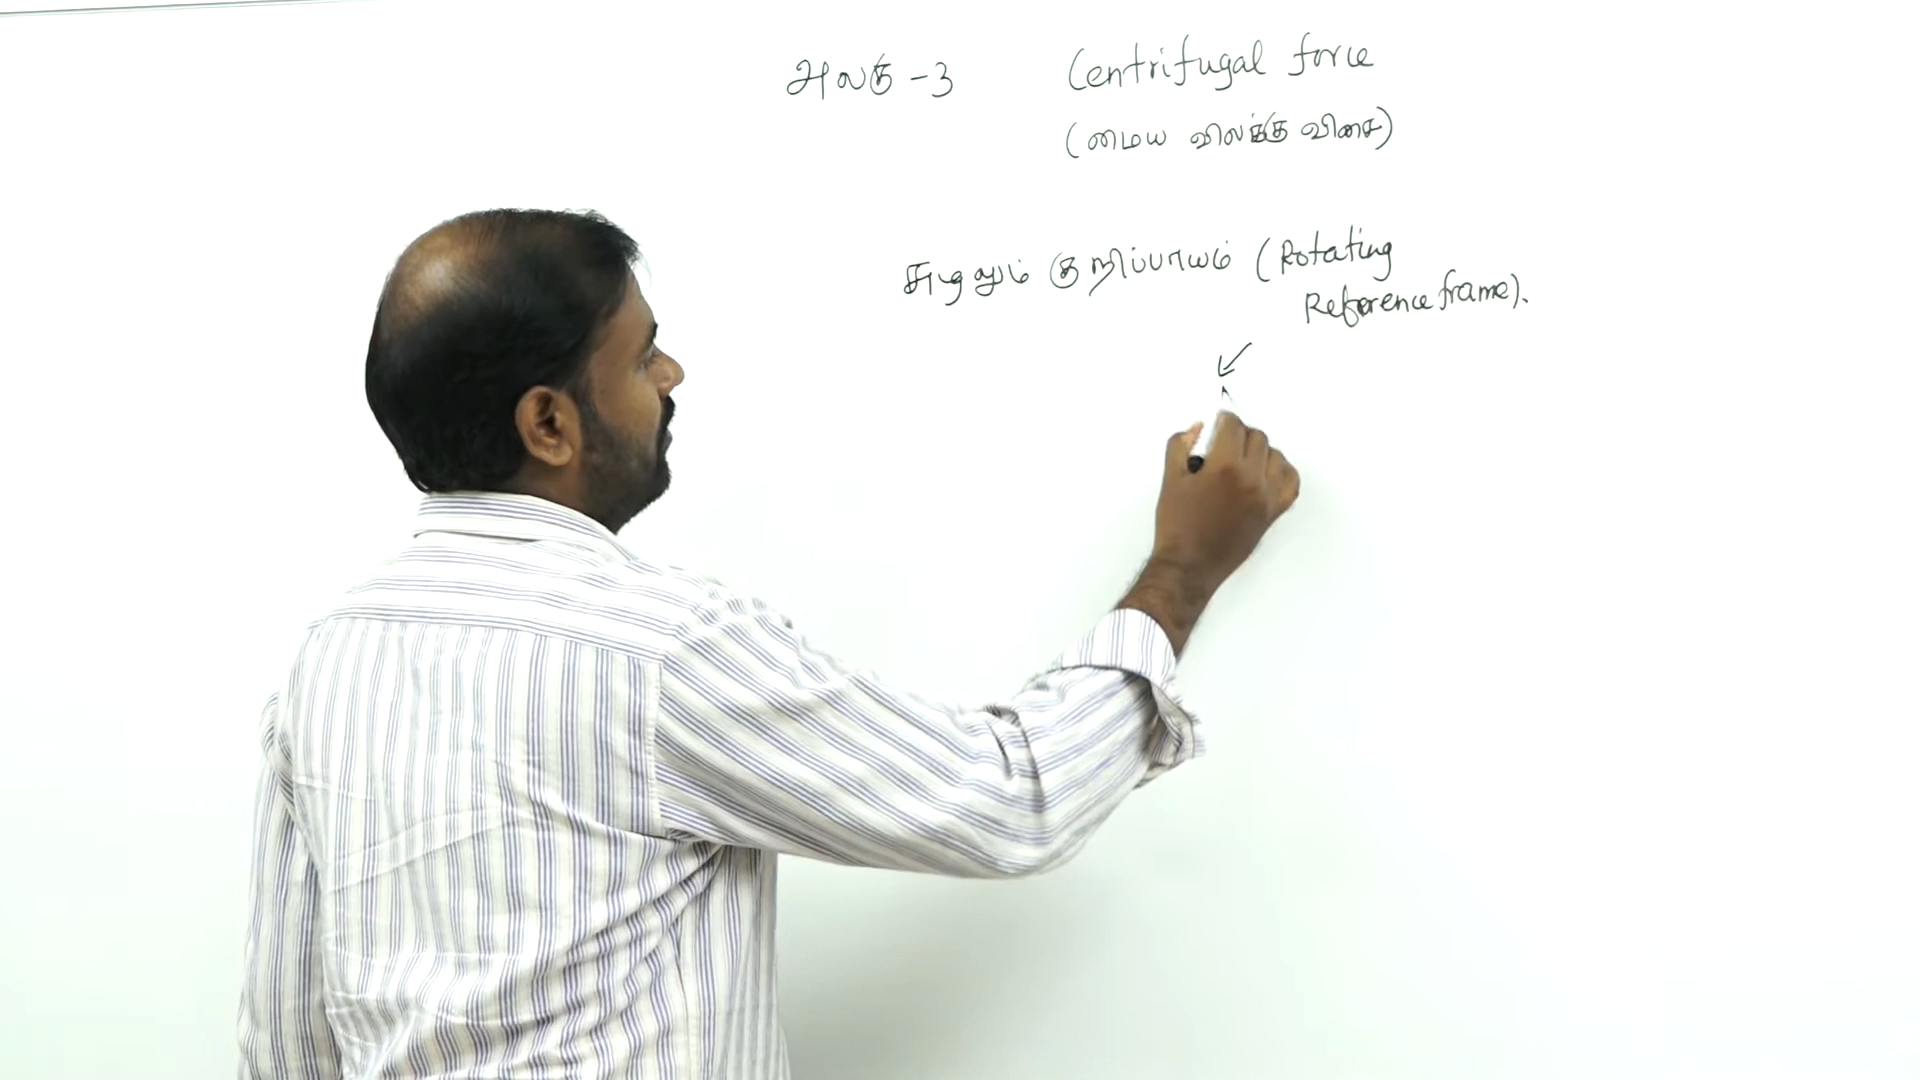 அலகு - 3 Centrifugal force
(மைய விலக்கு விசை)
சுழலும் குறிப்பாயம் (Rotating
Reference frame).